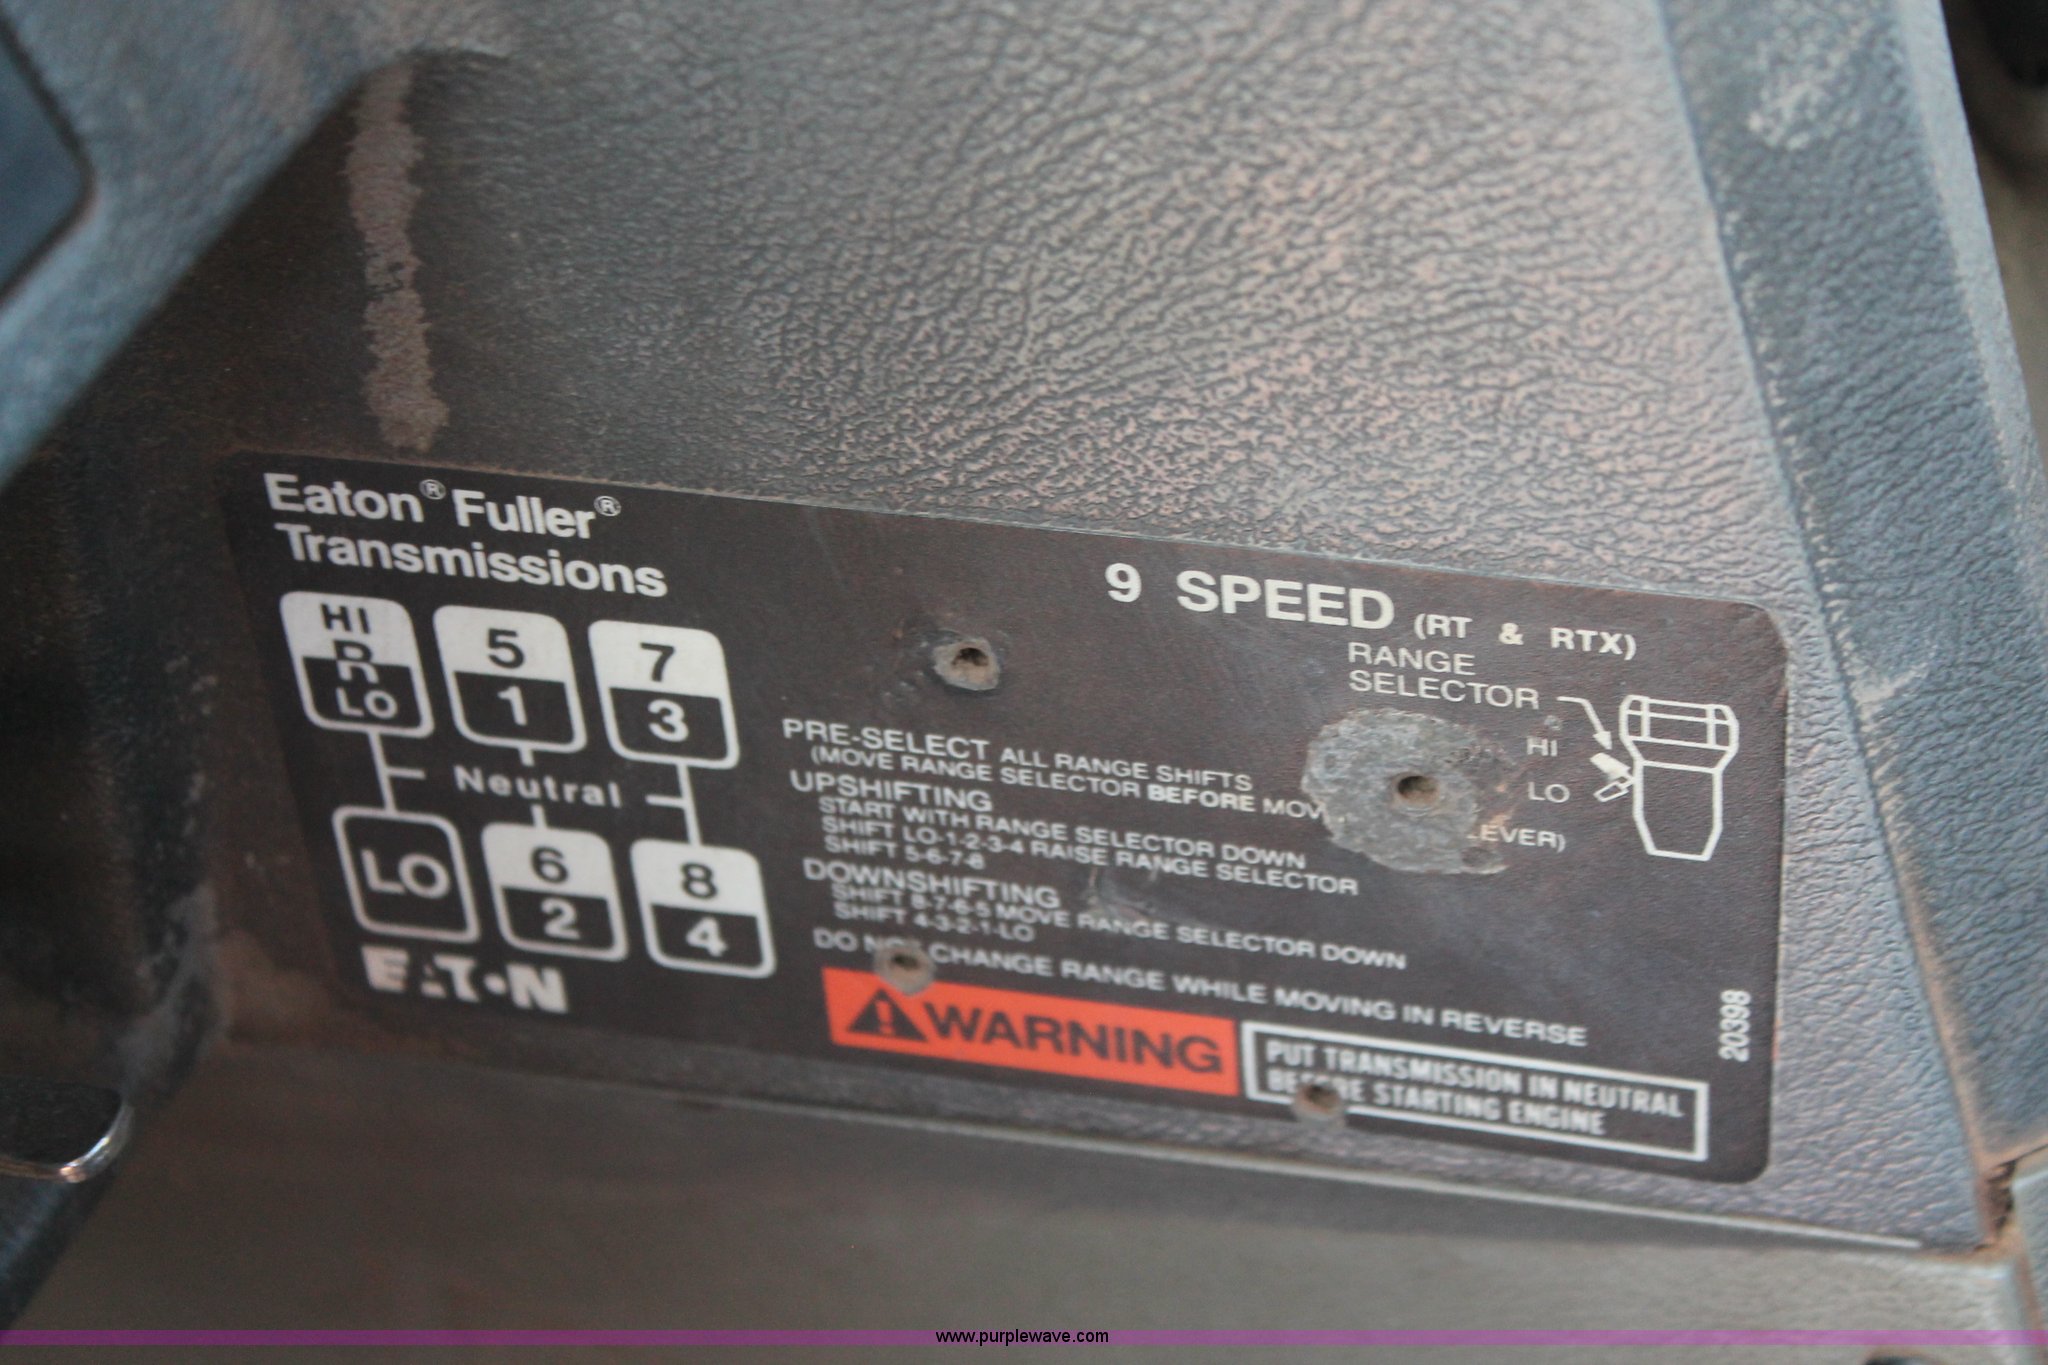 Eaton® Fuller®
Transmissions
9 SPEED (RT & RTX)
RANGE
SELECTOR
HI
LO
HI
R
LO
5
1
7
3
Neutral
LO
6
2
8
4
EATON
PRE-SELECT ALL RANGE SHIFTS
(MOVE RANGE SELECTOR BEFORE LEVER)
UPSHIFTING
START WITH RANGE SELECTOR DOWN
SHIFT LO-1-2-3-4 RAISE RANGE SELECTOR
SHIFT 5-6-7-8
DOWNSHIFTING
SHIFT 8-7-6-5 MOVE RANGE SELECTOR DOWN
SHIFT 4-3-2-1-LO
DO NOT CHANGE RANGE WHILE MOVING IN REVERSE
WARNING
PUT TRANSMISSION IN NEUTRAL
BEFORE STARTING ENGINE
20398
www.purplewave.com